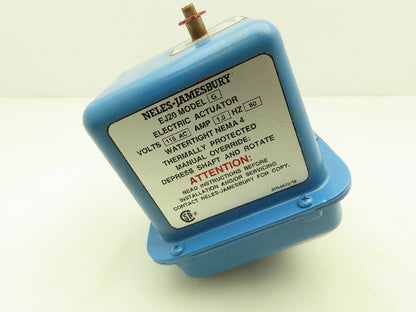 NELES-JAMESBURY
EJ20 MODEL G
ELECTRIC ACTUATOR
VOLTS 115 AC AMP 1.0 HZ 60
WATERTIGHT NEMA 4
THERMALLY PROTECTED
MANUAL OVERRIDE:
DEPRESS SHAFT AND ROTATE
ATTENTION:
READ INSTRUCTIONS BEFORE
INSTALLATION AND/OR SERVICING
CONTACT NELES-JAMESBURY FOR COPY.